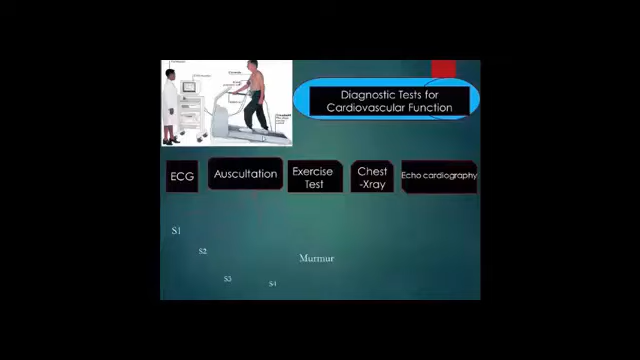 Diagnostic Tests for
Cardiovascular Function
ECG
Auscultation
Exercise
Test
Chest
-Xray
Echo cardiography
S1
S2
Murmur
S3
S4